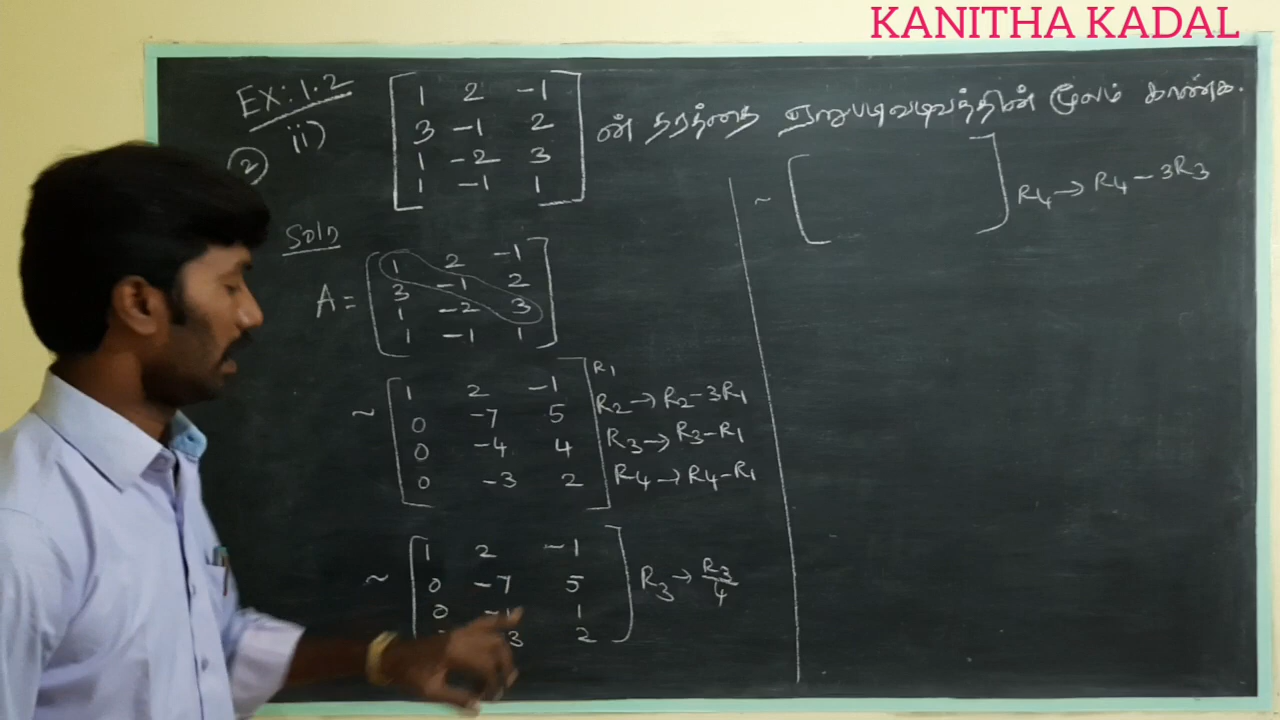 KANITHA KADAL
EX: 1.2
② ii) [ 1 2 -1
3 -1 2
1 -2 3
1 -1 1 ] ன் தரத்தை ஏறுபடிவடிவத்தின் மூலம் காண்க.
Soln
A = [ 1 2 -1
3 -1 2
1 -2 3
1 -1 1 ]
~ [ 1 2 -1 ] R1
0 -7 5 R2 → R2 - 3R1
0 -4 4 R3 → R3 - R1
0 -3 2 R4 → R4 - R1
~ [ 1 2 -1
0 -7 5 ] R3 → R3/4
0 -1 1
3 2
~ [ ] R4 → R4 - 3R3